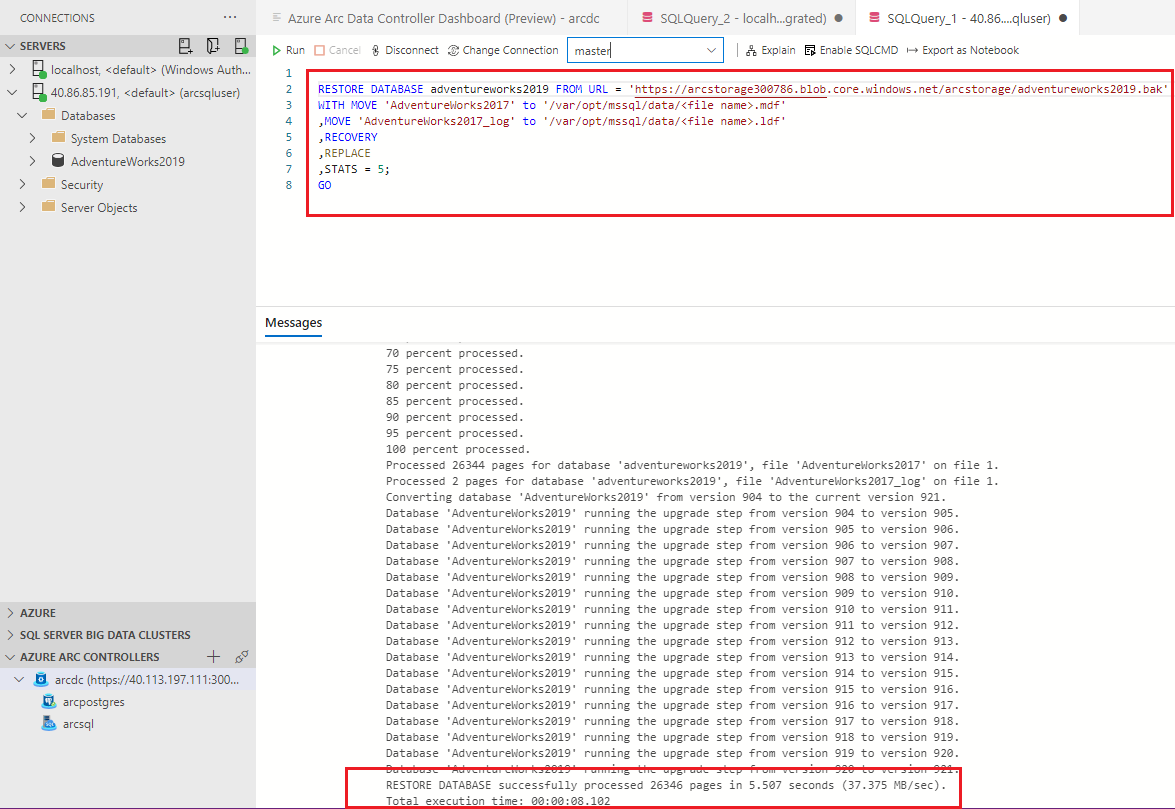 CONNECTIONS ...
SERVERS
localhost, <default> (Windows Auth...
40.86.85.191, <default> (arcsqluser)
Databases
System Databases
AdventureWorks2019
Security
Server Objects
AZURE
SQL SERVER BIG DATA CLUSTERS
AZURE ARC CONTROLLERS
arcdc (https://40.113.197.111:300...
arcpostgres
arcsql
Azure Arc Data Controller Dashboard (Preview) - arcdc
SQLQuery_2 - localh...grated)
SQLQuery_1 - 40.86....qluser)
Run Cancel Disconnect Change Connection master Explain Enable SQLCMD Export as Notebook
1
2 RESTORE DATABASE adventureworks2019 FROM URL = 'https://arcstorage300786.blob.core.windows.net/arcstorage/adventureworks2019.bak'
3 WITH MOVE 'AdventureWorks2017' to '/var/opt/mssql/data/<file name>.mdf'
4 ,MOVE 'AdventureWorks2017_log' to '/var/opt/mssql/data/<file name>.ldf'
5 ,RECOVERY
6 ,REPLACE
7 ,STATS = 5;
8 GO
Messages
70 percent processed.
75 percent processed.
80 percent processed.
85 percent processed.
90 percent processed.
95 percent processed.
100 percent processed.
Processed 26344 pages for database 'adventureworks2019', file 'AdventureWorks2017' on file 1.
Processed 2 pages for database 'adventureworks2019', file 'AdventureWorks2017_log' on file 1.
Converting database 'AdventureWorks2019' from version 904 to the current version 921.
Database 'AdventureWorks2019' running the upgrade step from version 904 to version 905.
Database 'AdventureWorks2019' running the upgrade step from version 905 to version 906.
Database 'AdventureWorks2019' running the upgrade step from version 906 to version 907.
Database 'AdventureWorks2019' running the upgrade step from version 907 to version 908.
Database 'AdventureWorks2019' running the upgrade step from version 908 to version 909.
Database 'AdventureWorks2019' running the upgrade step from version 909 to version 910.
Database 'AdventureWorks2019' running the upgrade step from version 910 to version 911.
Database 'AdventureWorks2019' running the upgrade step from version 911 to version 912.
Database 'AdventureWorks2019' running the upgrade step from version 912 to version 913.
Database 'AdventureWorks2019' running the upgrade step from version 913 to version 914.
Database 'AdventureWorks2019' running the upgrade step from version 914 to version 915.
Database 'AdventureWorks2019' running the upgrade step from version 915 to version 916.
Database 'AdventureWorks2019' running the upgrade step from version 916 to version 917.
Database 'AdventureWorks2019' running the upgrade step from version 917 to version 918.
Database 'AdventureWorks2019' running the upgrade step from version 918 to version 919.
Database 'AdventureWorks2019' running the upgrade step from version 919 to version 920.
Database 'AdventureWorks2019' running the upgrade step from version 920 to version 921.
RESTORE DATABASE successfully processed 26346 pages in 5.507 seconds (37.375 MB/sec).
Total execution time: 00:00:08.102